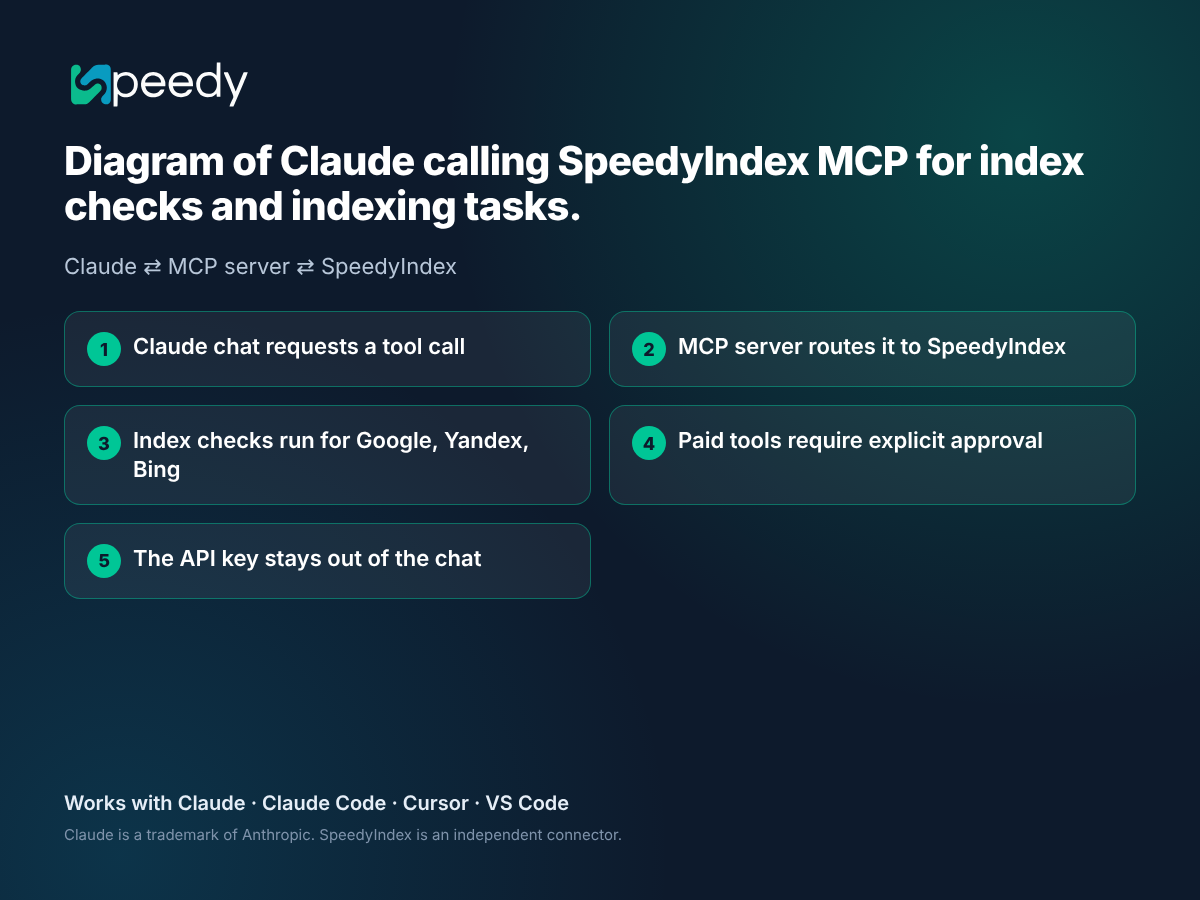 Speedy
Diagram of Claude calling SpeedyIndex MCP for index
checks and indexing tasks.
Claude ⇄ MCP server ⇄ SpeedyIndex
1 Claude chat requests a tool call
2 MCP server routes it to SpeedyIndex
3 Index checks run for Google, Yandex,
Bing
4 Paid tools require explicit approval
5 The API key stays out of the chat
Works with Claude · Claude Code · Cursor · VS Code
Claude is a trademark of Anthropic. SpeedyIndex is an independent connector.